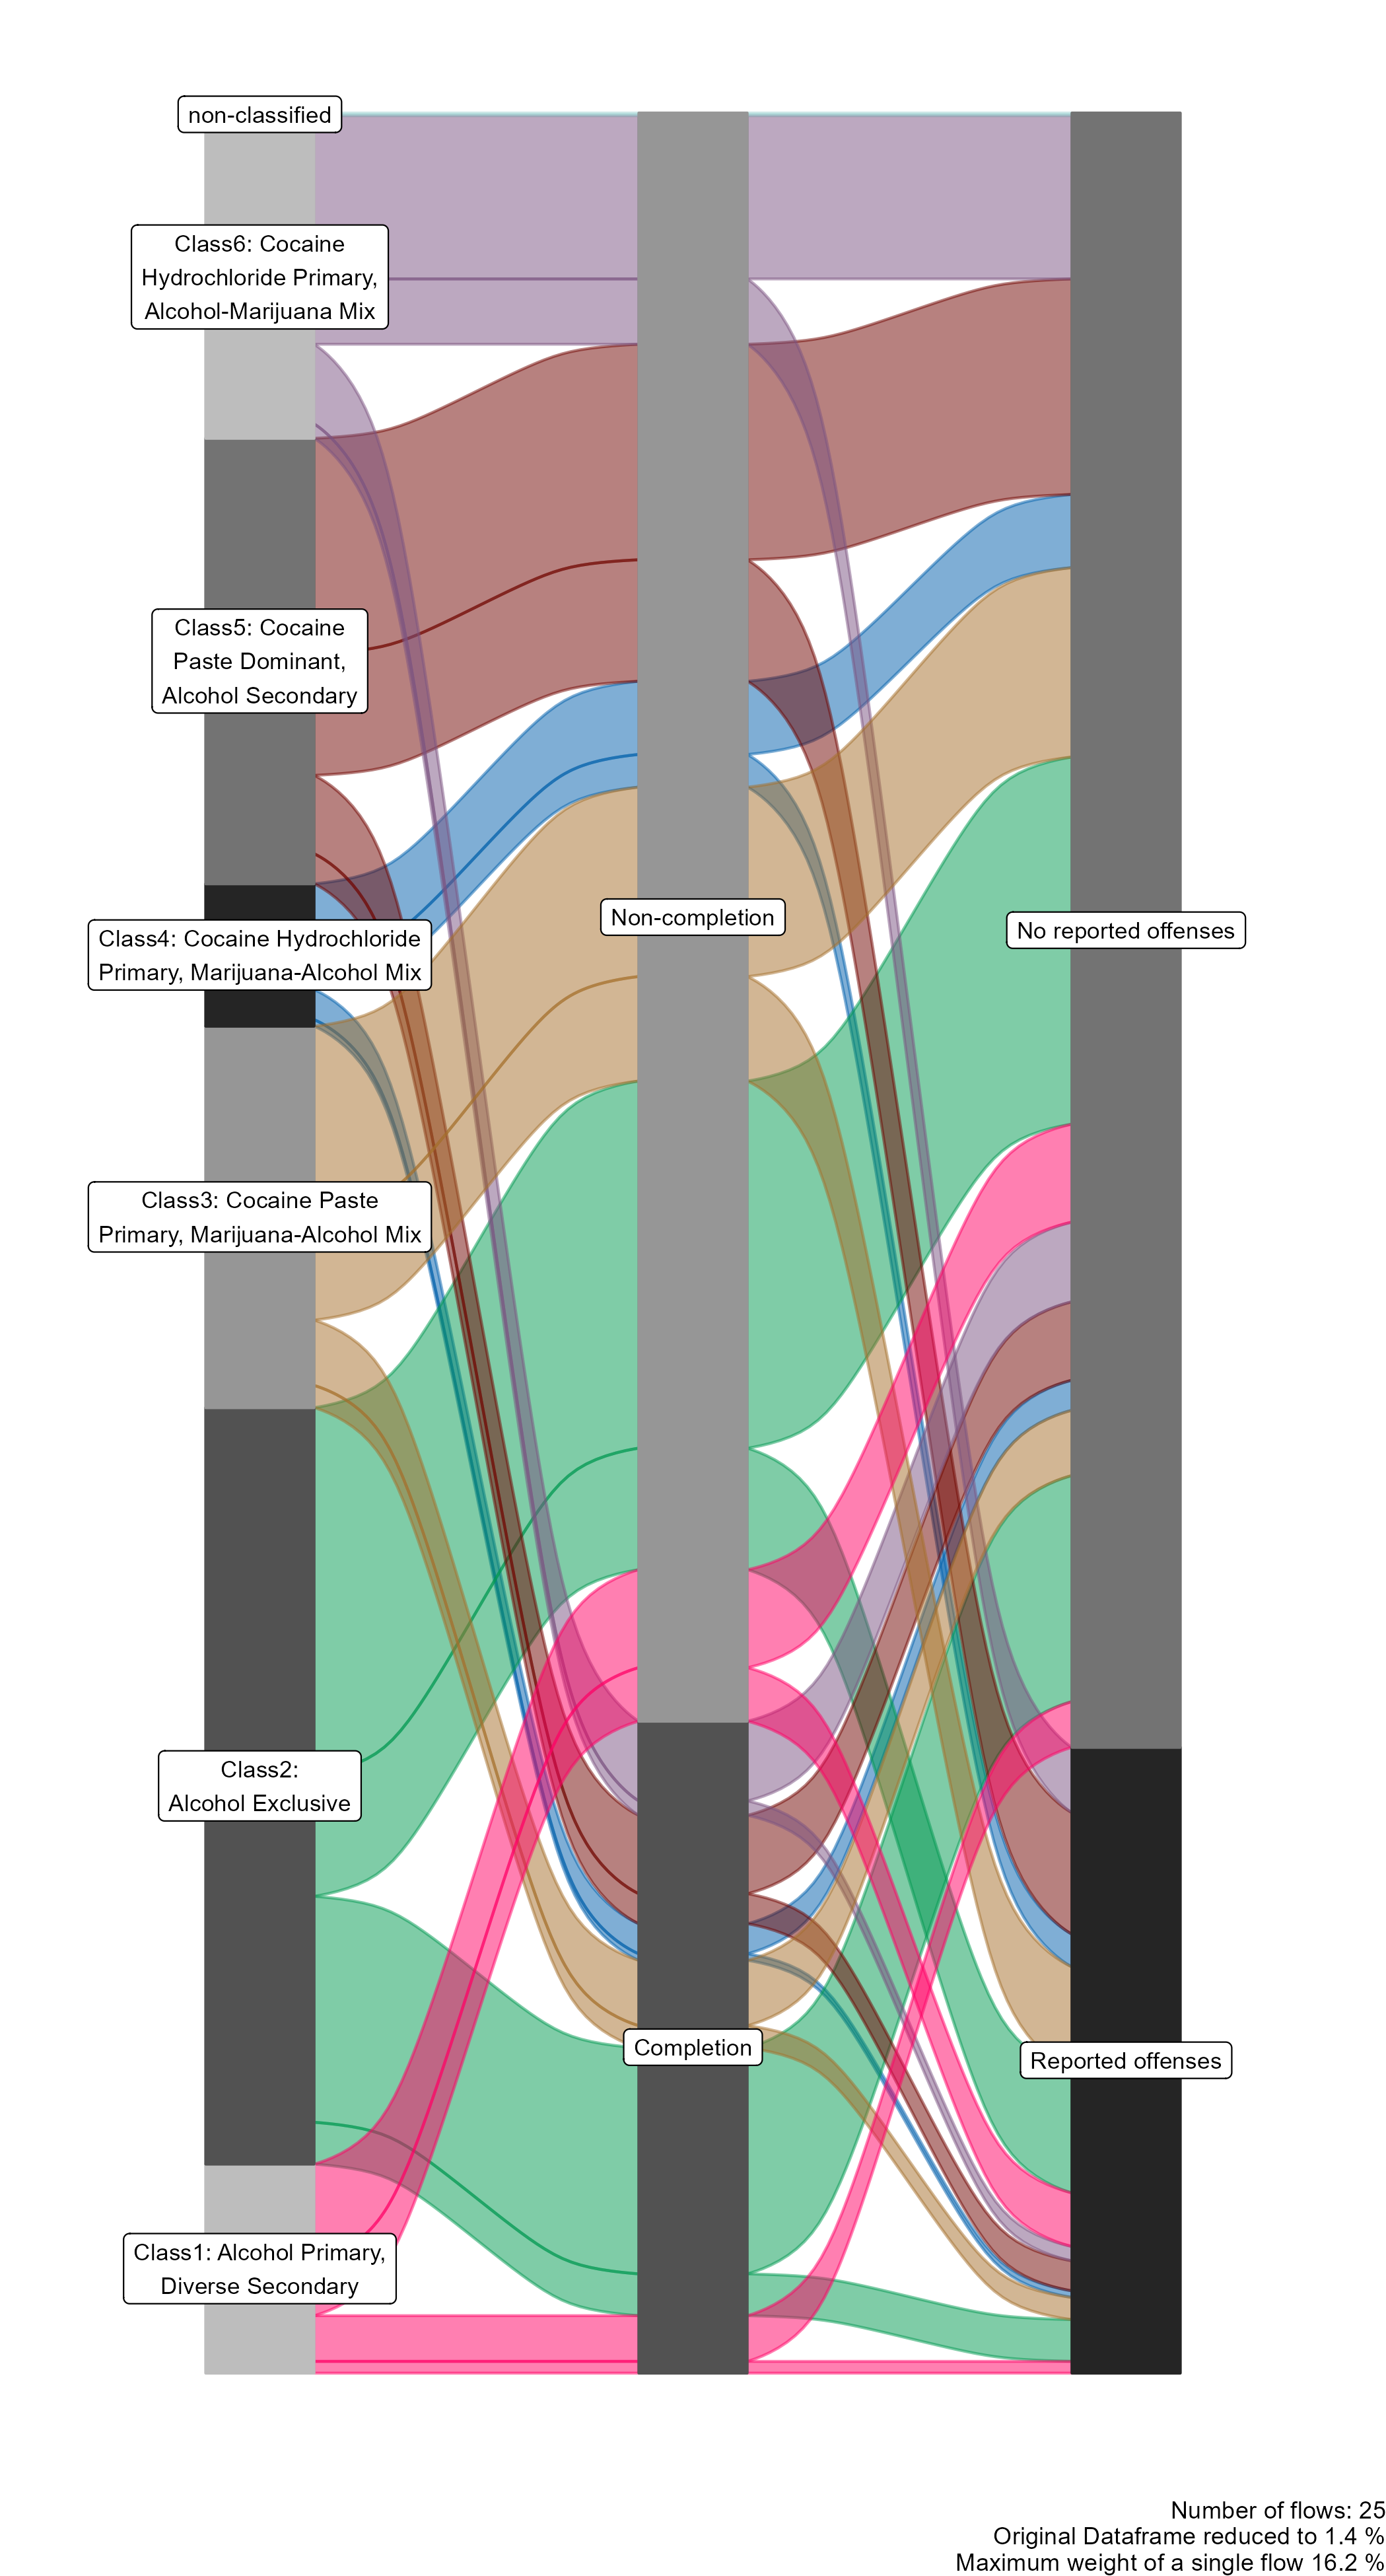 non-classified
Class6: Cocaine
Hydrochloride Primary,
Alcohol-Marijuana Mix
Class5: Cocaine
Paste Dominant,
Alcohol Secondary
Class4: Cocaine Hydrochloride
Primary, Marijuana-Alcohol Mix
Class3: Cocaine Paste
Primary, Marijuana-Alcohol Mix
Class2:
Alcohol Exclusive
Class1: Alcohol Primary,
Diverse Secondary
Non-completion
Completion
No reported offenses
Reported offenses
Number of flows: 25
Original Dataframe reduced to 1.4 %
Maximum weight of a single flow 16.2 %